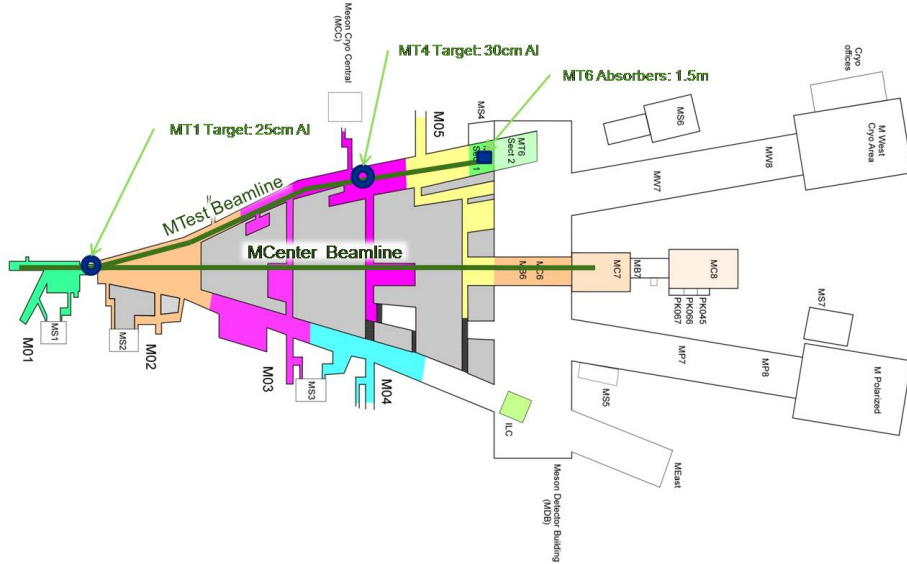 Meson Cryo Central
(MCC)
MT4 Target: 30cm Al
MT6 Absorbers: 1.5m
MT1 Target: 25cm Al
Cryo
offices
M West
Cryo Area
MS6
MS4
M05
MT6
Sect 2
Sect 1
MW8
MW7
MTest Beamline
MCenter Beamline
MB6
MC6
MC7
MB7
MC8
PK067
PK066
PK045
MS7
M01
MS1
MS2
M02
M03
MS3
M04
MP7
MP8
M Polarized
MS5
ILC
MEast
Meson Detector Building
(MDB)